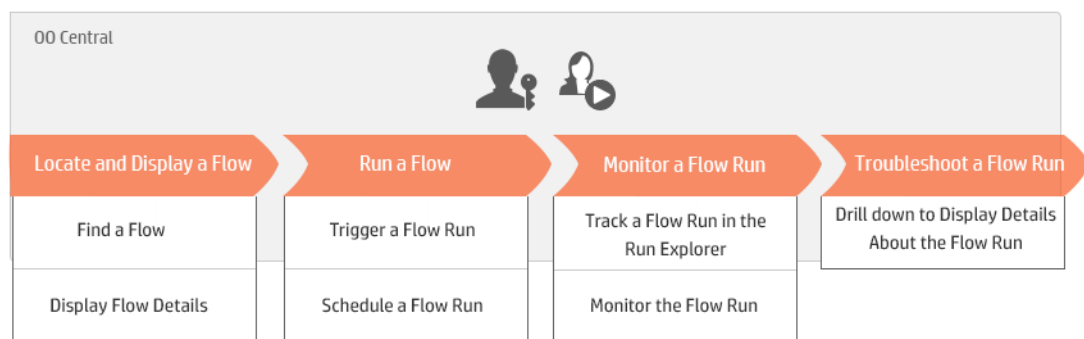 OO Central
Locate and Display a Flow
Run a Flow
Monitor a Flow Run
Troubleshoot a Flow Run
Find a Flow
Trigger a Flow Run
Track a Flow Run in the
Run Explorer
Drill down to Display Details
About the Flow Run
Display Flow Details
Schedule a Flow Run
Monitor the Flow Run